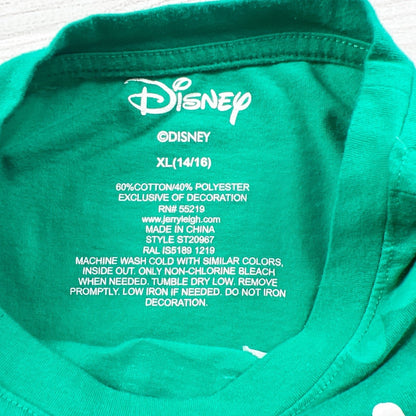 Disney
©DISNEY
XL(14/16)
60%COTTON/40% POLYESTER
EXCLUSIVE OF DECORATION
RN# 55219
www.jerryleigh.com
MADE IN CHINA
STYLE ST20967
RAL IS5189 1219
MACHINE WASH COLD WITH SIMILAR COLORS,
INSIDE OUT. ONLY NON-CHLORINE BLEACH
WHEN NEEDED. TUMBLE DRY LOW. REMOVE
PROMPTLY. LOW IRON IF NEEDED. DO NOT IRON
DECORATION.